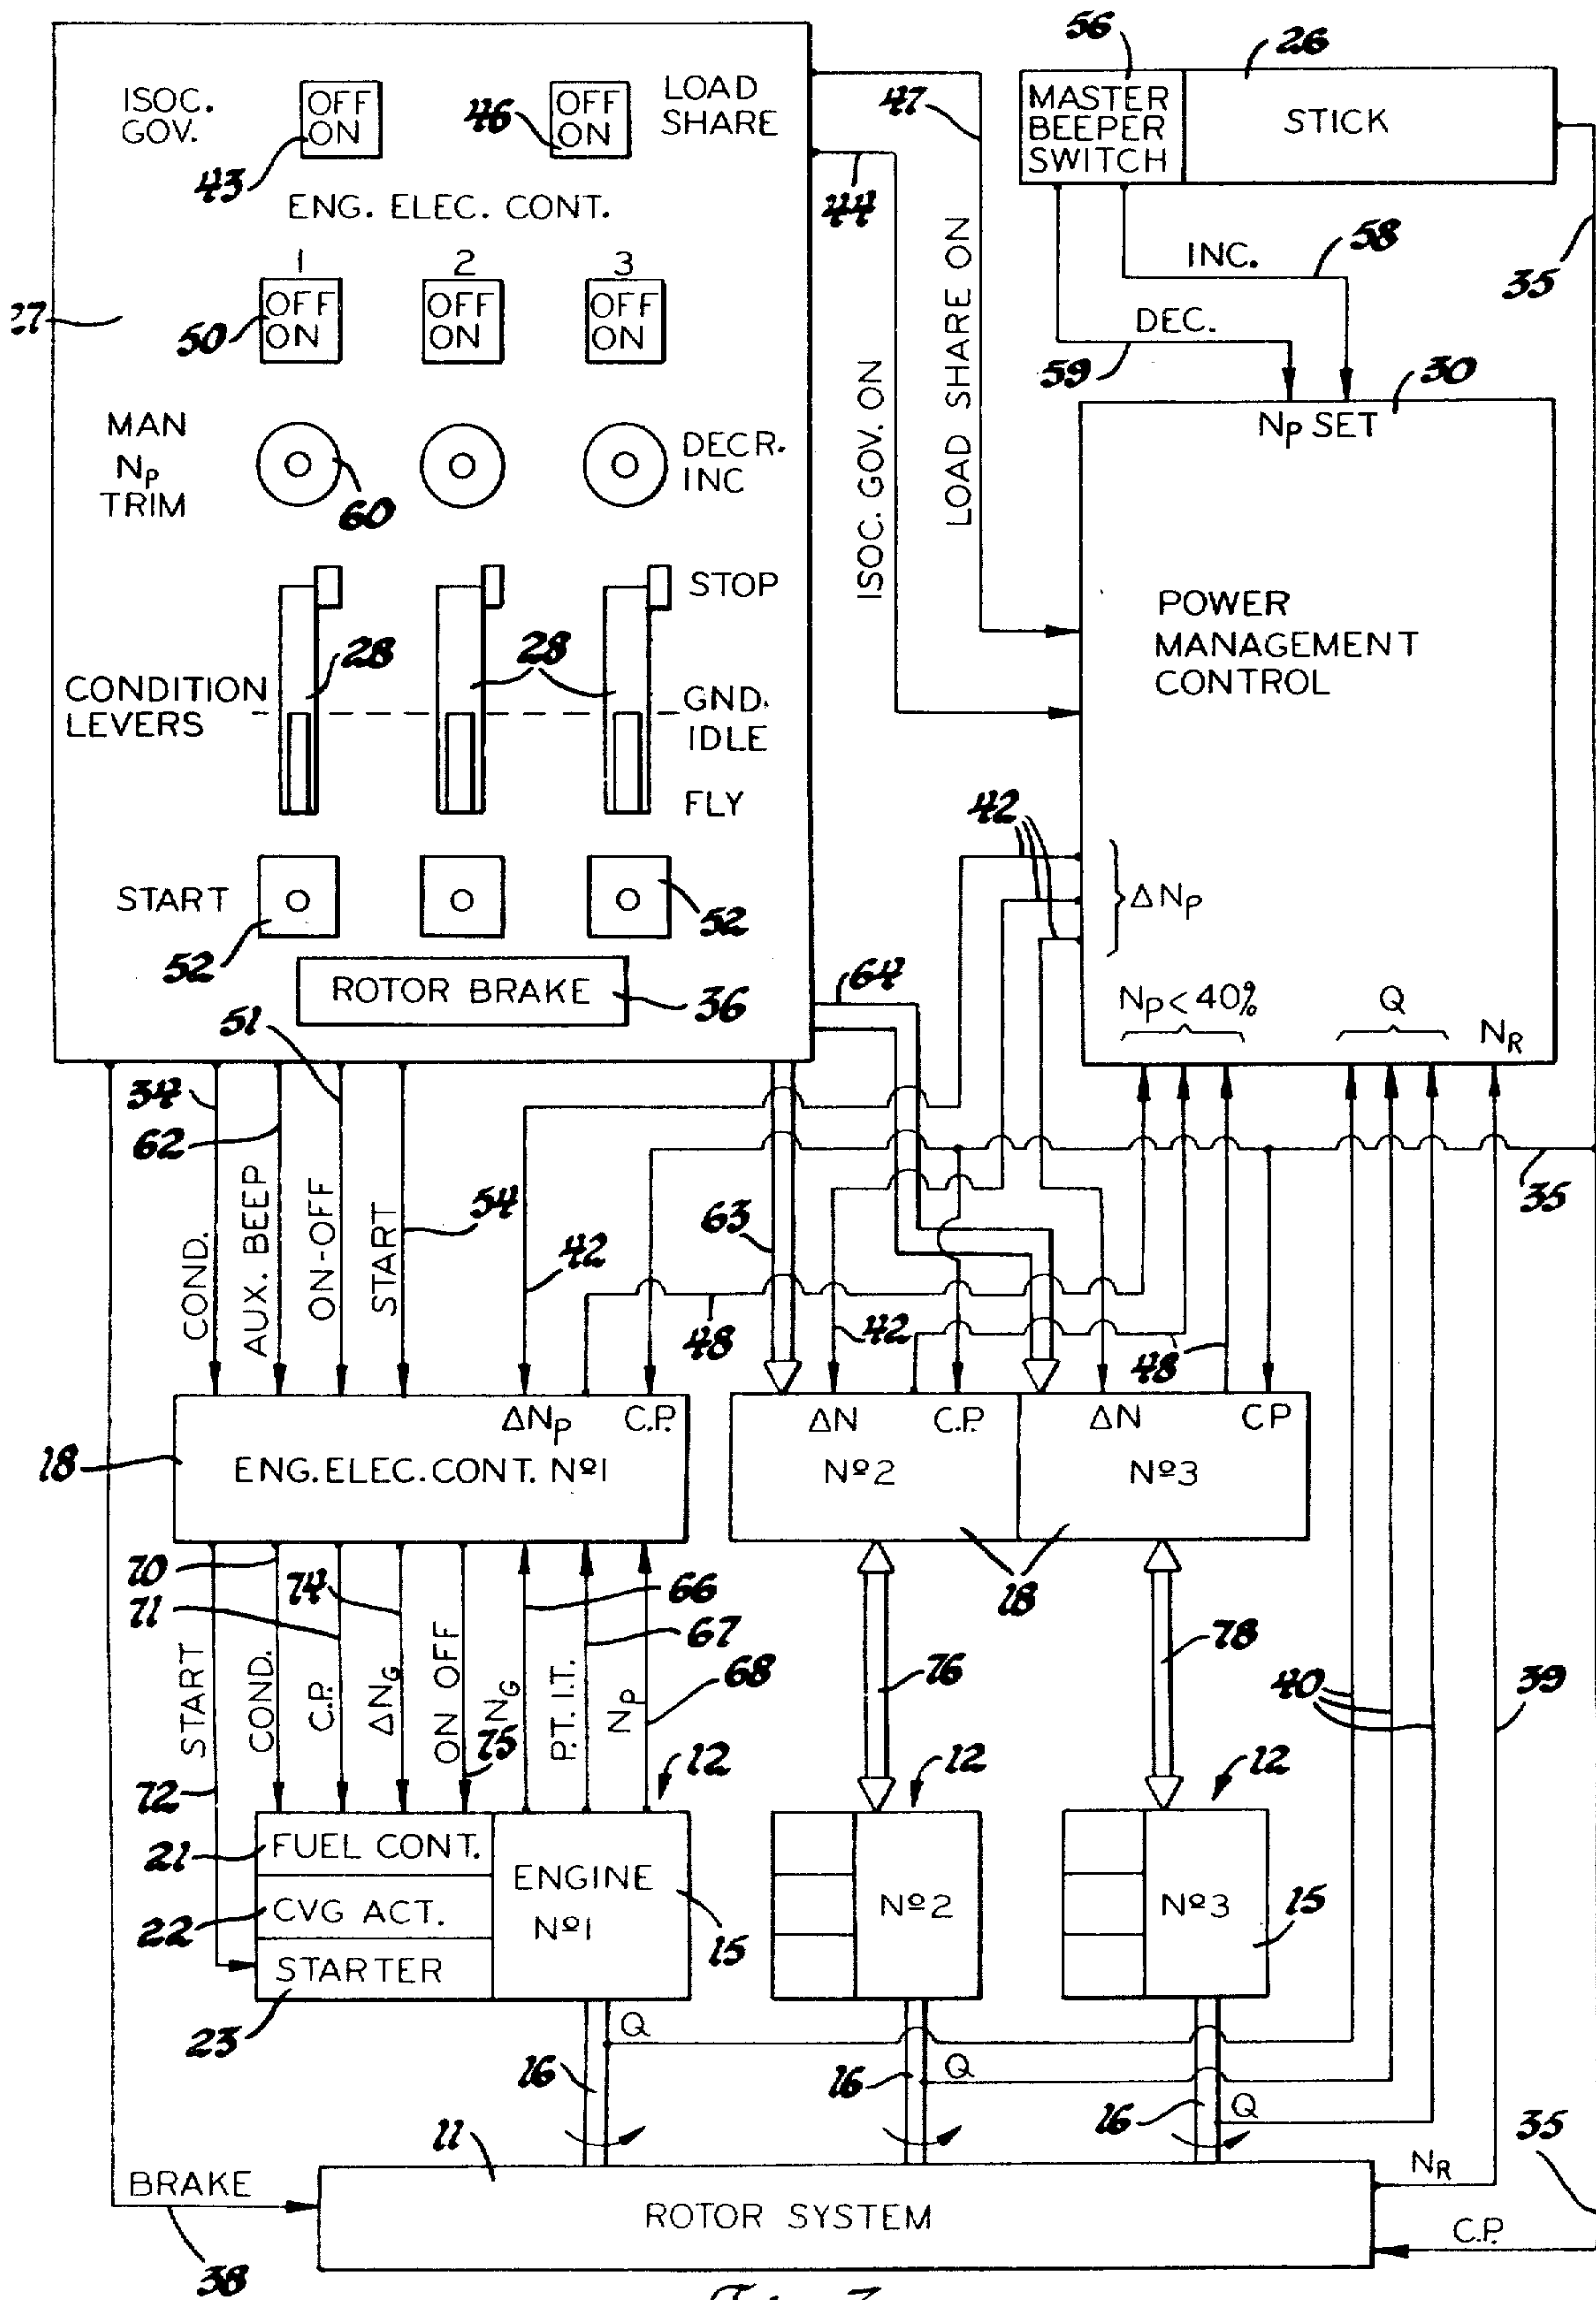 56
26
ISOC.
GOV.
OFF
ON
43
46
OFF
ON
LOAD
SHARE
47
44
MASTER
BEEPER
SWITCH
STICK
35
ENG. ELEC. CONT.
1
2
3
50
OFF
ON
OFF
ON
OFF
ON
27
INC.
58
DEC.
59
30
LOAD SHARE ON
ISOC. GOV. ON
NP SET
MAN
NP
TRIM
60
DECR.
INC
POWER
MANAGEMENT
CONTROL
STOP
28
28
CONDITION
LEVERS
GND.
IDLE
FLY
42
ΔNP
START
52
52
ROTOR BRAKE
36
64
NP<40%
Q
NR
34
62
51
54
COND.
AUX. BEEP
ON-OFF
START
42
63
35
48
42
48
ΔNP
C.P.
ΔN
C.P.
ΔN
CP
18
ENG.ELEC.CONT. Nº1
Nº2
Nº3
18
70
71
74
66
67
68
76
78
40
39
START
COND.
C.P.
ΔNG
ON OFF
NG
P.T.I.T.
NP
72
75
12
12
12
21
FUEL CONT.
22
CVG ACT.
23
STARTER
ENGINE
Nº1
15
Nº2
Nº3
15
Q
16
Q
16
Q
16
11
BRAKE
38
ROTOR SYSTEM
NR
35
C.P.